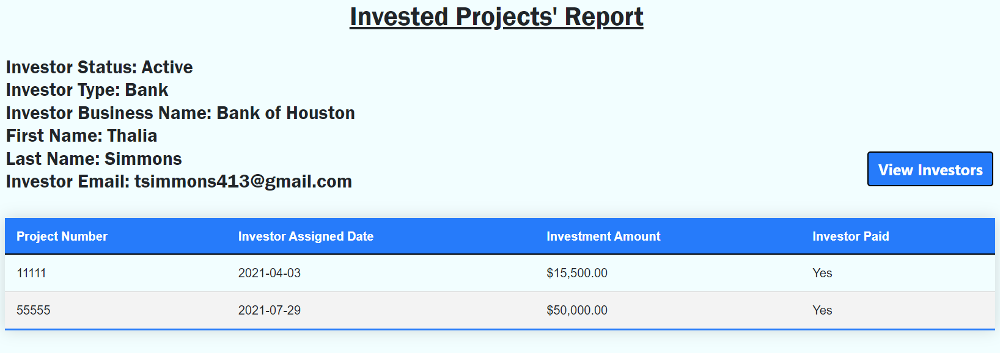 Invested Projects' Report
Investor Status: Active
Investor Type: Bank
Investor Business Name: Bank of Houston
First Name: Thalia
Last Name: Simmons
Investor Email: tsimmons413@gmail.com
View Investors
Project Number Investor Assigned Date Investment Amount Investor Paid
11111 2021-04-03 $15,500.00 Yes
55555 2021-07-29 $50,000.00 Yes